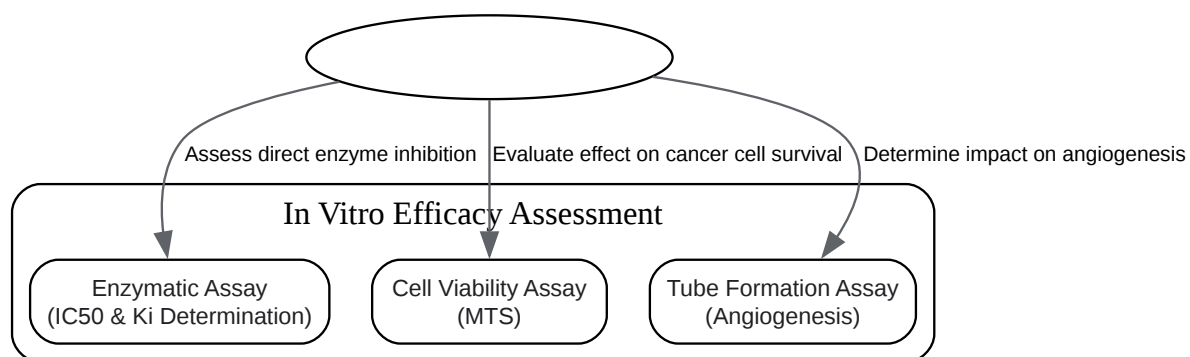 Assess direct enzyme inhibition
Evaluate effect on cancer cell survival
Determine impact on angiogenesis
In Vitro Efficacy Assessment
Enzymatic Assay
(IC50 & Ki Determination)
Cell Viability Assay
(MTS)
Tube Formation Assay
(Angiogenesis)